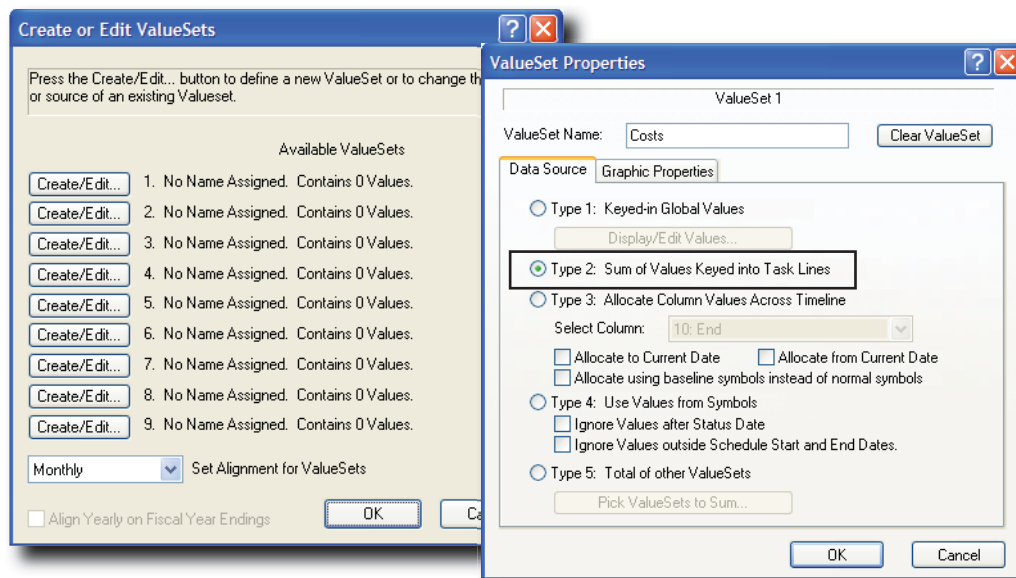 Create or Edit ValueSets
Press the Create/Edit... button to define a new ValueSet or to change th
or source of an existing Valueset.
Available ValueSets
Create/Edit... 1. No Name Assigned. Contains 0 Values.
Create/Edit... 2. No Name Assigned. Contains 0 Values.
Create/Edit... 3. No Name Assigned. Contains 0 Values.
Create/Edit... 4. No Name Assigned. Contains 0 Values.
Create/Edit... 5. No Name Assigned. Contains 0 Values.
Create/Edit... 6. No Name Assigned. Contains 0 Values.
Create/Edit... 7. No Name Assigned. Contains 0 Values.
Create/Edit... 8. No Name Assigned. Contains 0 Values.
Create/Edit... 9. No Name Assigned. Contains 0 Values.
Monthly Set Alignment for ValueSets
Align Yearly on Fiscal Year Endings
OK Ca
ValueSet Properties
ValueSet 1
ValueSet Name: Costs Clear ValueSet
Data Source Graphic Properties
Type 1: Keyed-in Global Values
Display/Edit Values...
Type 2: Sum of Values Keyed into Task Lines
Type 3: Allocate Column Values Across Timeline
Select Column: 10: End
Allocate to Current Date Allocate from Current Date
Allocate using baseline symbols instead of normal symbols
Type 4: Use Values from Symbols
Ignore Values after Status Date
Ignore Values outside Schedule Start and End Dates.
Type 5: Total of other ValueSets
Pick ValueSets to Sum...
OK Cancel